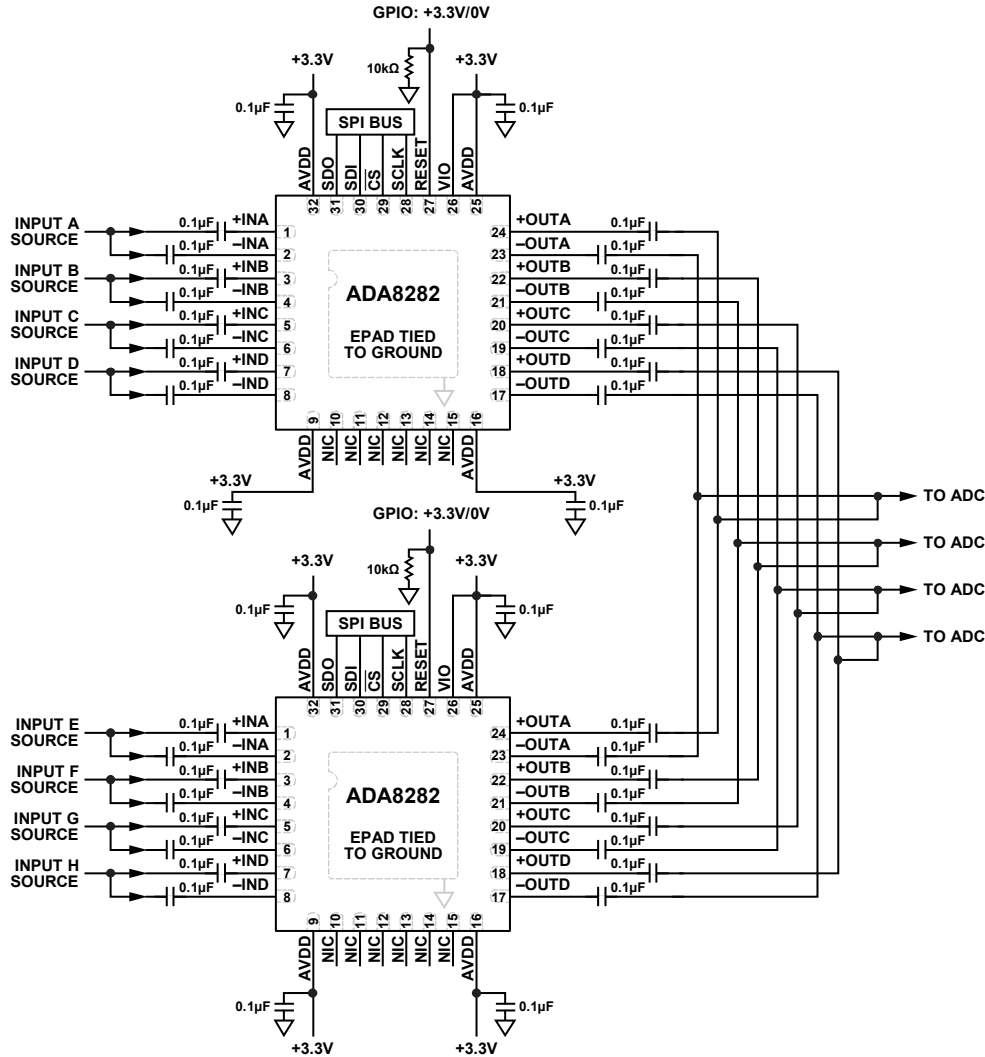 GPIO: +3.3V/0V
+3.3V
10kΩ
+3.3V
0.1µF
0.1µF
SPI BUS
AVDD
SDO
SDI
CS
SCLK
RESET
VIO
AVDD
32
31
30
29
28
27
26
25
INPUT A
SOURCE
0.1µF
+INA
1
0.1µF
–INA
2
INPUT B
SOURCE
0.1µF
+INB
3
0.1µF
–INB
4
INPUT C
SOURCE
0.1µF
+INC
5
0.1µF
–INC
6
INPUT D
SOURCE
0.1µF
+IND
7
0.1µF
–IND
8
ADA8282
EPAD TIED
TO GROUND
24
+OUTA
0.1µF
23
–OUTA
0.1µF
22
+OUTB
0.1µF
21
–OUTB
0.1µF
20
+OUTC
0.1µF
19
–OUTC
0.1µF
18
+OUTD
0.1µF
17
–OUTD
0.1µF
9
10
11
12
13
14
15
16
AVDD
NIC
NIC
NIC
NIC
NIC
NIC
AVDD
+3.3V
0.1µF
+3.3V
0.1µF
TO ADC
TO ADC
TO ADC
TO ADC
GPIO: +3.3V/0V
+3.3V
10kΩ
+3.3V
0.1µF
0.1µF
SPI BUS
AVDD
SDO
SDI
CS
SCLK
RESET
VIO
AVDD
32
31
30
29
28
27
26
25
INPUT E
SOURCE
0.1µF
+INA
1
0.1µF
–INA
2
INPUT F
SOURCE
0.1µF
+INB
3
0.1µF
–INB
4
INPUT G
SOURCE
0.1µF
+INC
5
0.1µF
–INC
6
INPUT H
SOURCE
0.1µF
+IND
7
0.1µF
–IND
8
ADA8282
EPAD TIED
TO GROUND
24
+OUTA
0.1µF
23
–OUTA
0.1µF
22
+OUTB
0.1µF
21
–OUTB
0.1µF
20
+OUTC
0.1µF
19
–OUTC
0.1µF
18
+OUTD
0.1µF
17
–OUTD
0.1µF
9
10
11
12
13
14
15
16
AVDD
NIC
NIC
NIC
NIC
NIC
NIC
AVDD
0.1µF
0.1µF
+3.3V
+3.3V